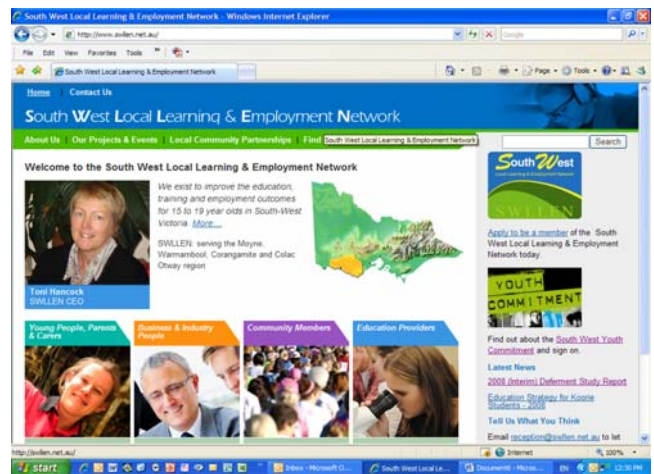 South West Local Learning & Employment Network - Windows Internet Explorer
http://www.swllen.net.au/
Google
File Edit View Favorites Tools »
South West Local Learning & Employment Network
Page Tools
Home | Contact Us
South West Local Learning & Employment Network
About Us | Our Projects & Events | Local Community Partnerships | Find
South West Local Learning & Employment Network
Search
Welcome to the South West Local Learning & Employment Network
We exist to improve the education,
training and employment outcomes
for 15 to 19 year olds in South-West
Victoria. More....
SWLLEN: serving the Moyne,
Warrnambool, Corangamite and Colac
Otway region
Toni Hancock
SWLLEN CEO
South West
SWLLEN
Apply to be a member of the South
West Local Learning & Employment
Network today.
YOUTH
COMMITMENT
Find out about the South West Youth
Commitment and sign on.
Latest News
2008 (Interim) Deferment Study Report
Education Strategy for Koorie
Students - 2008
Tell Us What You Think
Email reception@swllen.net.au to let
Young People, Parents
& Carers
Business & Industry
People
Community Members
Education Providers
http://swllen.net.au/
Internet
100%
start
Inbox - Microsoft O...
South West Local Le...
Document1 - Micros...
EN
12:30 PM